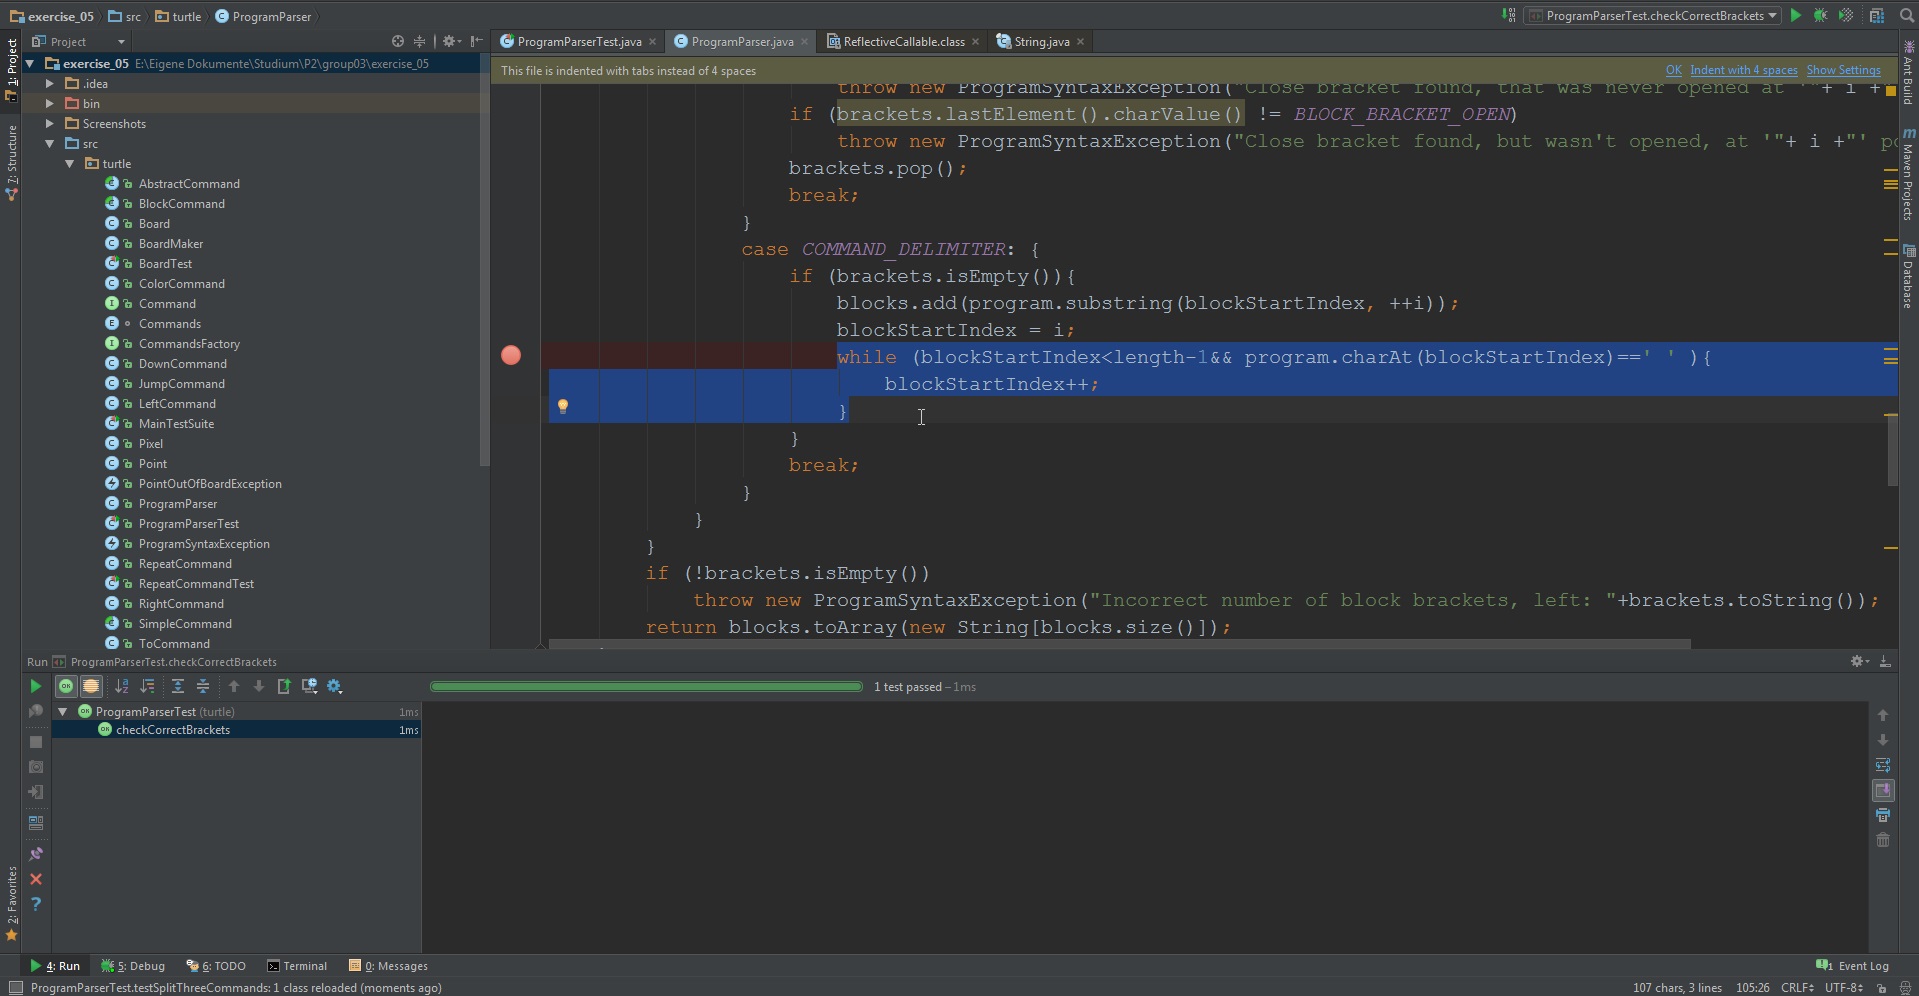 exercise_05 src turtle ProgramParser
ProgramParserTest.checkCorrectBrackets
Project
ProgramParserTest.java ProgramParser.java ReflectiveCallable.class String.java
1: Project
7: Structure
2: Favorites
exercise_05 E:\Eigene Dokumente\Studium\P2\group03\exercise_05
.idea
bin
Screenshots
src
turtle
AbstractCommand
BlockCommand
Board
BoardMaker
BoardTest
ColorCommand
Command
Commands
CommandsFactory
DownCommand
JumpCommand
LeftCommand
MainTestSuite
Pixel
Point
PointOutOfBoardException
ProgramParser
ProgramParserTest
ProgramSyntaxException
RepeatCommand
RepeatCommandTest
RightCommand
SimpleCommand
ToCommand
This file is indented with tabs instead of 4 spaces OK Indent with 4 spaces Show Settings
throw new ProgramSyntaxException("Close bracket found, that was never opened at '"+ i +"
if (brackets.lastElement().charValue() != BLOCK_BRACKET_OPEN)
throw new ProgramSyntaxException("Close bracket found, but wasn't opened, at '"+ i +"' po
brackets.pop();
break;
}
case COMMAND_DELIMITER: {
if (brackets.isEmpty()){
blocks.add(program.substring(blockStartIndex, ++i));
blockStartIndex = i;
while (blockStartIndex<length-1&& program.charAt(blockStartIndex)==' ' ){
blockStartIndex++;
}
}
break;
}
}
}
if (!brackets.isEmpty())
throw new ProgramSyntaxException("Incorrect number of block brackets, left: "+brackets.toString());
return blocks.toArray(new String[blocks.size()]);
Ant Build
Maven Projects
Database
Run ProgramParserTest.checkCorrectBrackets
1 test passed – 1ms
ProgramParserTest (turtle) 1ms
checkCorrectBrackets 1ms
4: Run 5: Debug 6: TODO Terminal 0: Messages 1 Event Log
ProgramParserTest.testSplitThreeCommands: 1 class reloaded (moments ago) 107 chars, 3 lines 105:26 CRLF UTF-8